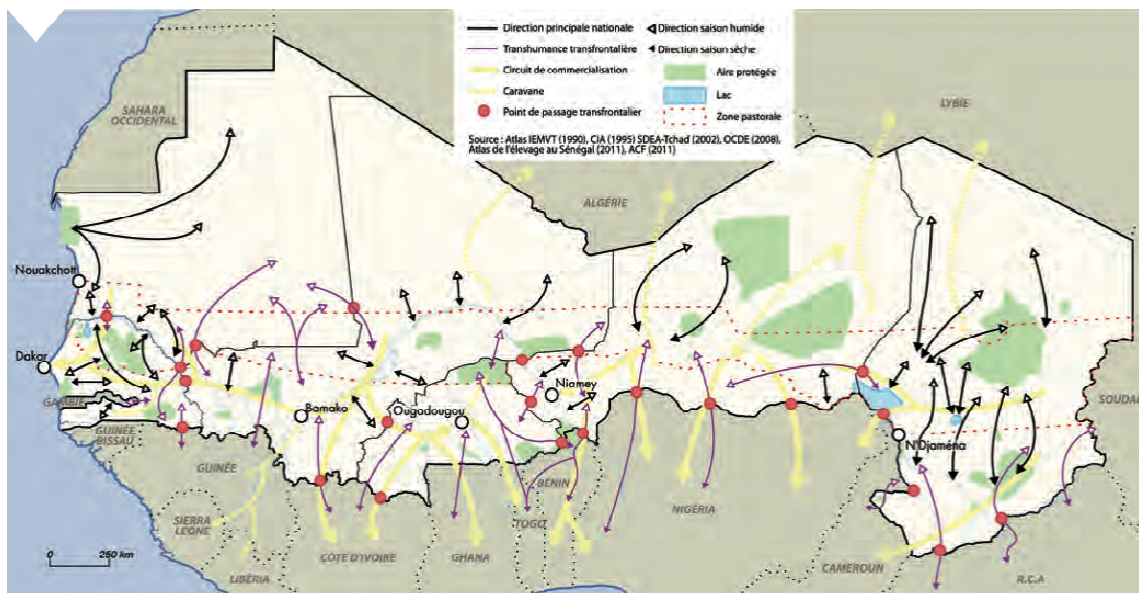 Direction principale nationale
Transhumance transfrontalière
Circuit de commercialisation
Caravane
Point de passage transfrontalier
Direction saison humide
Direction saison sèche
Aire protégée
Lac
Zone pastorale
Source : Atlas IEMVT (1990), CIA (1995) SDEA-Tchad (2002), OCDE (2008),
Atlas de l'élevage au Sénégal (2011), ACF (2011)
SAHARA
OCCIDENTAL
LYBIE
ALGÉRIE
Nouakchott
Dakar
GAMBIE
GUINÉE
BISSAU
Bamako
Ougadougou
Niamey
N'Djaména
SOUDAN
GUINÉE
SIERRA
LEONE
LIBÉRIA
CÔTE D'IVOIRE
GHANA
TOGO
BENIN
NIGÉRIA
CAMEROUN
R.C.A
0 250 km